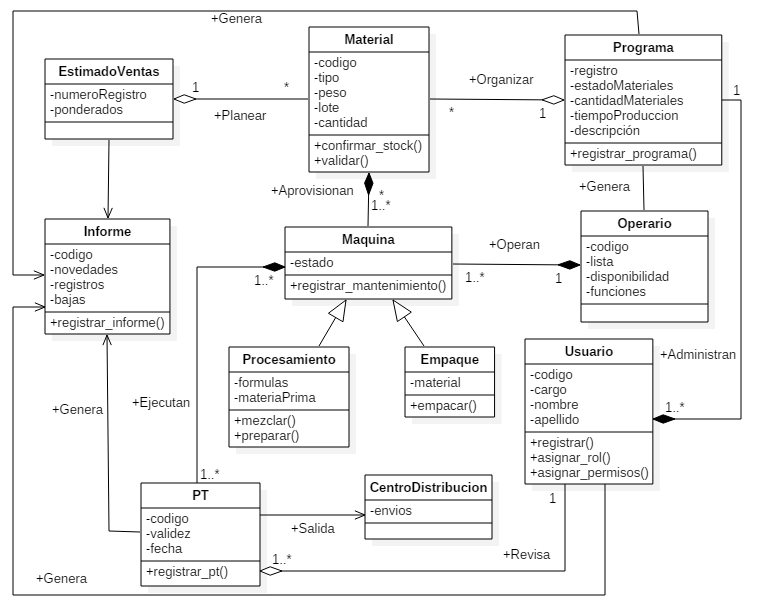 +Genera
Material
-codigo
-tipo
-peso
-lote
-cantidad
+confirmar_stock()
+validar()
Programa
-registro
-estadoMateriales
-cantidadMateriales
-tiempoProduccion
-descripción
+registrar_programa()
EstimadoVentas
-numeroRegistro
-ponderados
1
*
+Planear
+Organizar
*
1
1
+Aprovisionan
*
1..*
+Genera
Informe
-codigo
-novedades
-registros
-bajas
+registrar_informe()
Maquina
-estado
+registrar_mantenimiento()
1..*
+Operan
1..*
1
Operario
-codigo
-lista
-disponibilidad
-funciones
Procesamiento
-formulas
-materiaPrima
+mezclar()
+preparar()
Empaque
-material
+empacar()
Usuario
-codigo
-cargo
-nombre
-apellido
+registrar()
+asignar_rol()
+asignar_permisos()
+Administran
1..*
+Genera
+Ejecutan
1..*
PT
-codigo
-validez
-fecha
+registrar_pt()
CentroDistribucion
-envios
+Salida
1
1..*
+Revisa
+Genera